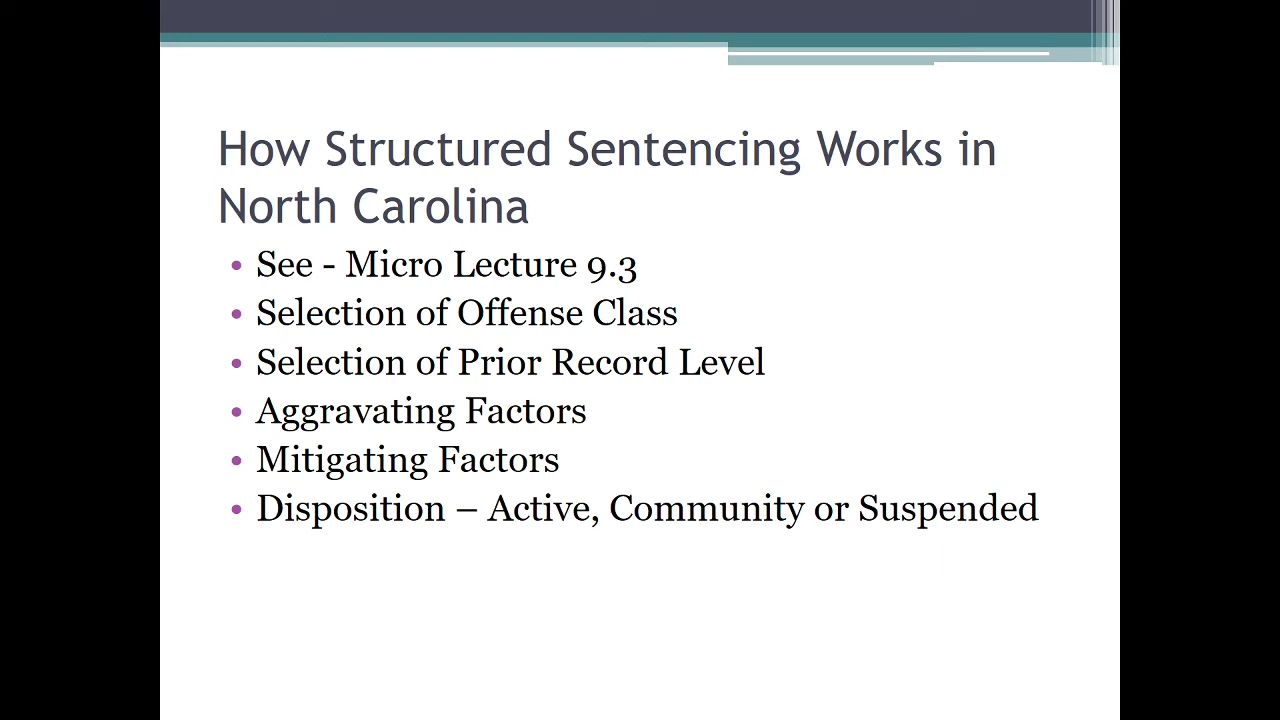 How Structured Sentencing Works in
North Carolina
• See - Micro Lecture 9.3
• Selection of Offense Class
• Selection of Prior Record Level
• Aggravating Factors
• Mitigating Factors
• Disposition – Active, Community or Suspended